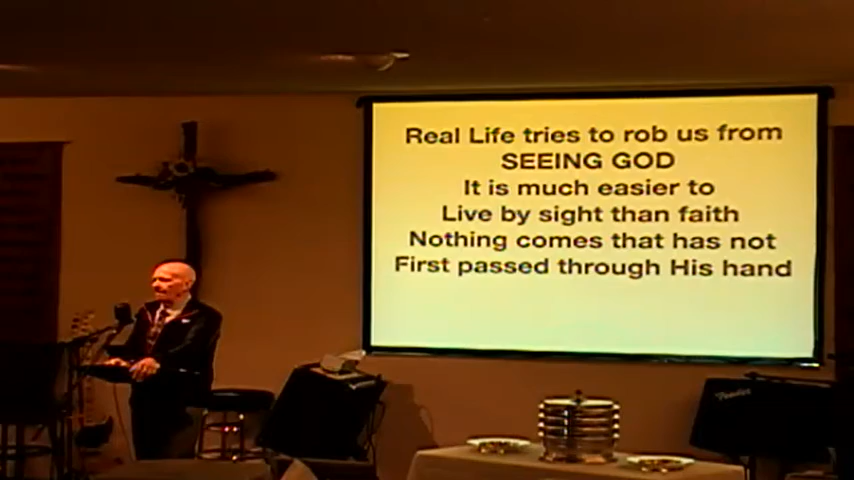 Real Life tries to rob us from
SEEING GOD
It is much easier to
Live by sight than faith
Nothing comes that has not
First passed through His hand